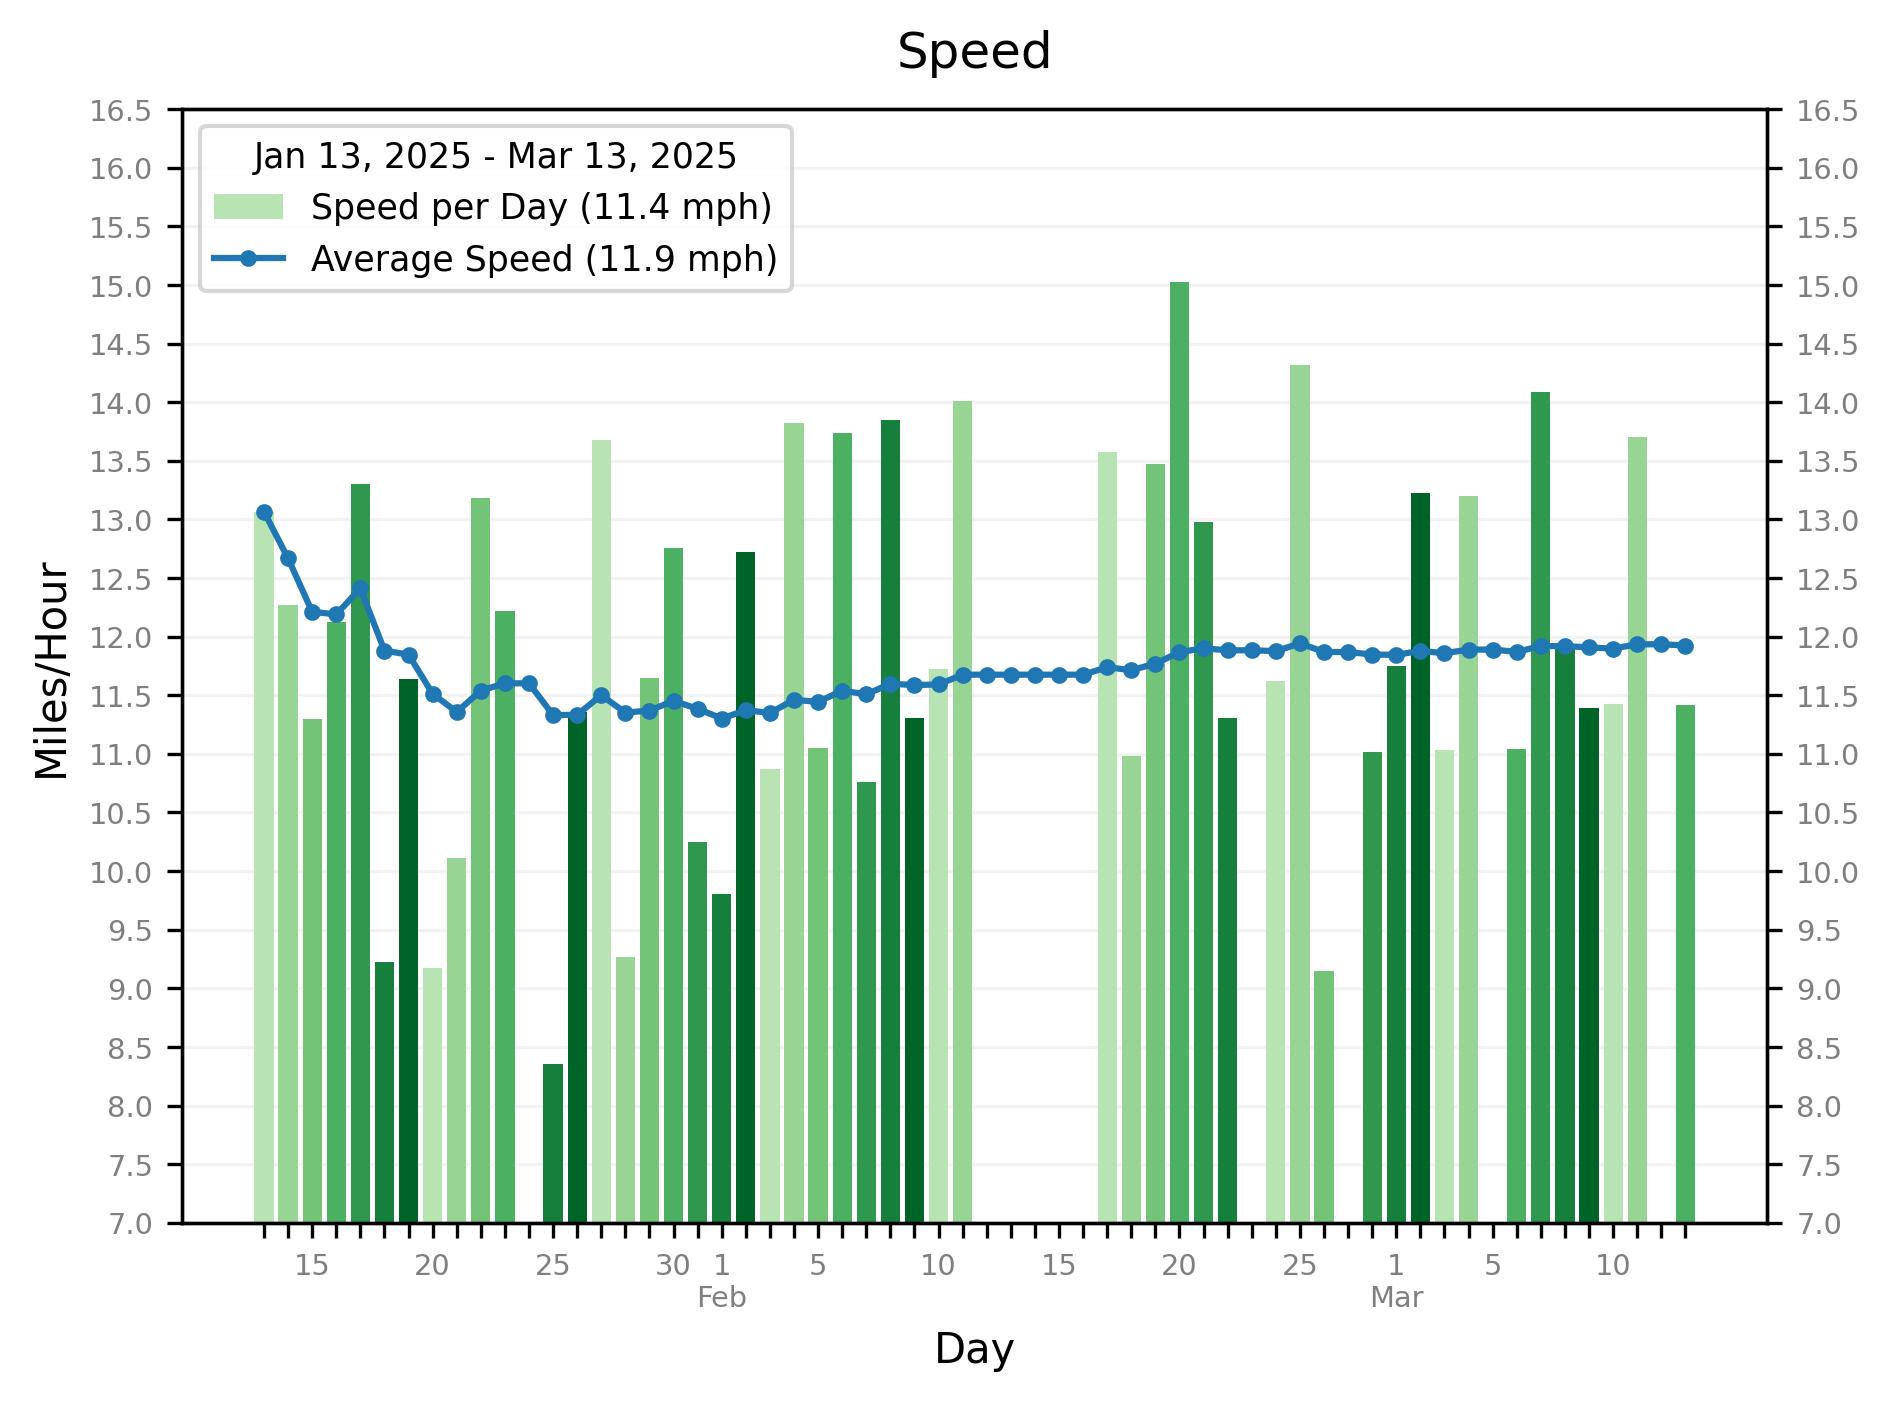 Speed
Jan 13, 2025 - Mar 13, 2025
Speed per Day (11.4 mph)
Average Speed (11.9 mph)
Miles/Hour
16.5 16.5
16.0 16.0
15.5 15.5
15.0 15.0
14.5 14.5
14.0 14.0
13.5 13.5
13.0 13.0
12.5 12.5
12.0 12.0
11.5 11.5
11.0 11.0
10.5 10.5
10.0 10.0
9.5 9.5
9.0 9.0
8.5 8.5
8.0 8.0
7.5 7.5
7.0 7.0
15 20 25 30 1 5 10 15 20 25 1 5 10
Feb Mar
Day